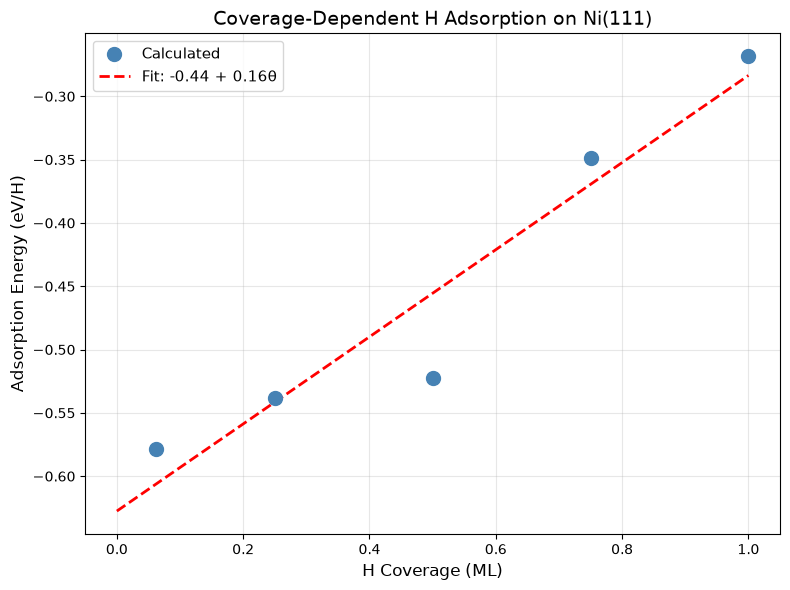 Coverage-Dependent H Adsorption on Ni(111)
Calculated
Fit: -0.44 + 0.16θ
Adsorption Energy (eV/H)
−0.30
−0.35
−0.40
−0.45
−0.50
−0.55
−0.60
0.0 0.2 0.4 0.6 0.8 1.0
H Coverage (ML)